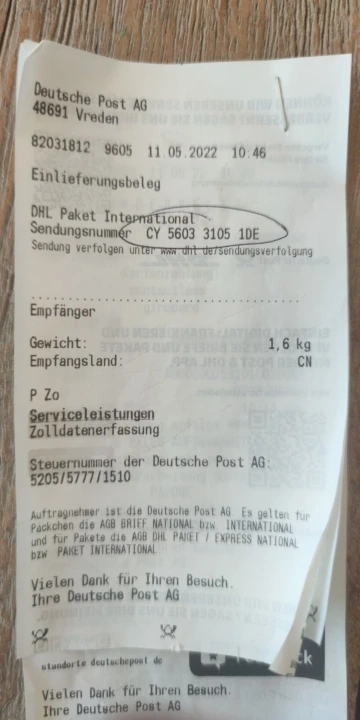 Deutsche Post AG
48691 Vreden
82031812 9605 11.05.2022 10:46
Einlieferungsbeleg
DHL Paket International
Sendungsnummer CY 5603 3105 1DE
Sendung verfolgen unter www.dhl.de/sendungsverfolgung
Empfänger
Gewicht: 1,6 kg
Empfangsland: CN
P Zo
Serviceleistungen
Zolldatenerfassung
Steuernummer der Deutsche Post AG:
5205/5777/1510
Auftragnehmer ist die Deutsche Post AG. Es gelten für
Päckchen die AGB BRIEF NATIONAL bzw. INTERNATIONAL
und für Pakete die AGB DHL PAKET / EXPRESS NATIONAL
bzw. PAKET INTERNATIONAL
Vielen Dank für Ihren Besuch.
Ihre Deutsche Post AG
standorte deutschepost de
Vielen Dank für Ihren Besuch.
Ihre Deutsche Post AG